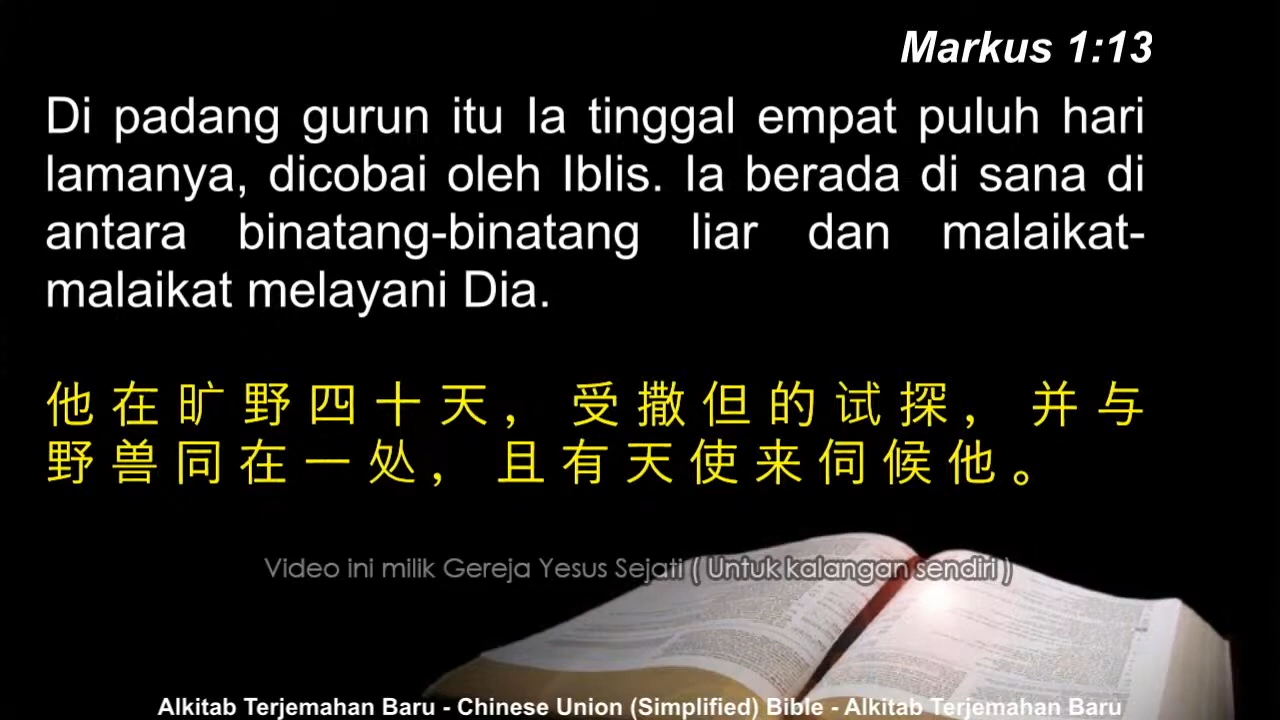 Markus 1:13
Di padang gurun itu Ia tinggal empat puluh hari
lamanya, dicobai oleh Iblis. Ia berada di sana di
antara binatang-binatang liar dan malaikat-
malaikat melayani Dia.
他在旷野四十天，受撒但的试探，并与
野兽同在一处，且有天使来伺候他。
Video ini milik Gereja Yesus Sejati ( Untuk kalangan sendiri )
Alkitab Terjemahan Baru - Chinese Union (Simplified) Bible - Alkitab Terjemahan Baru